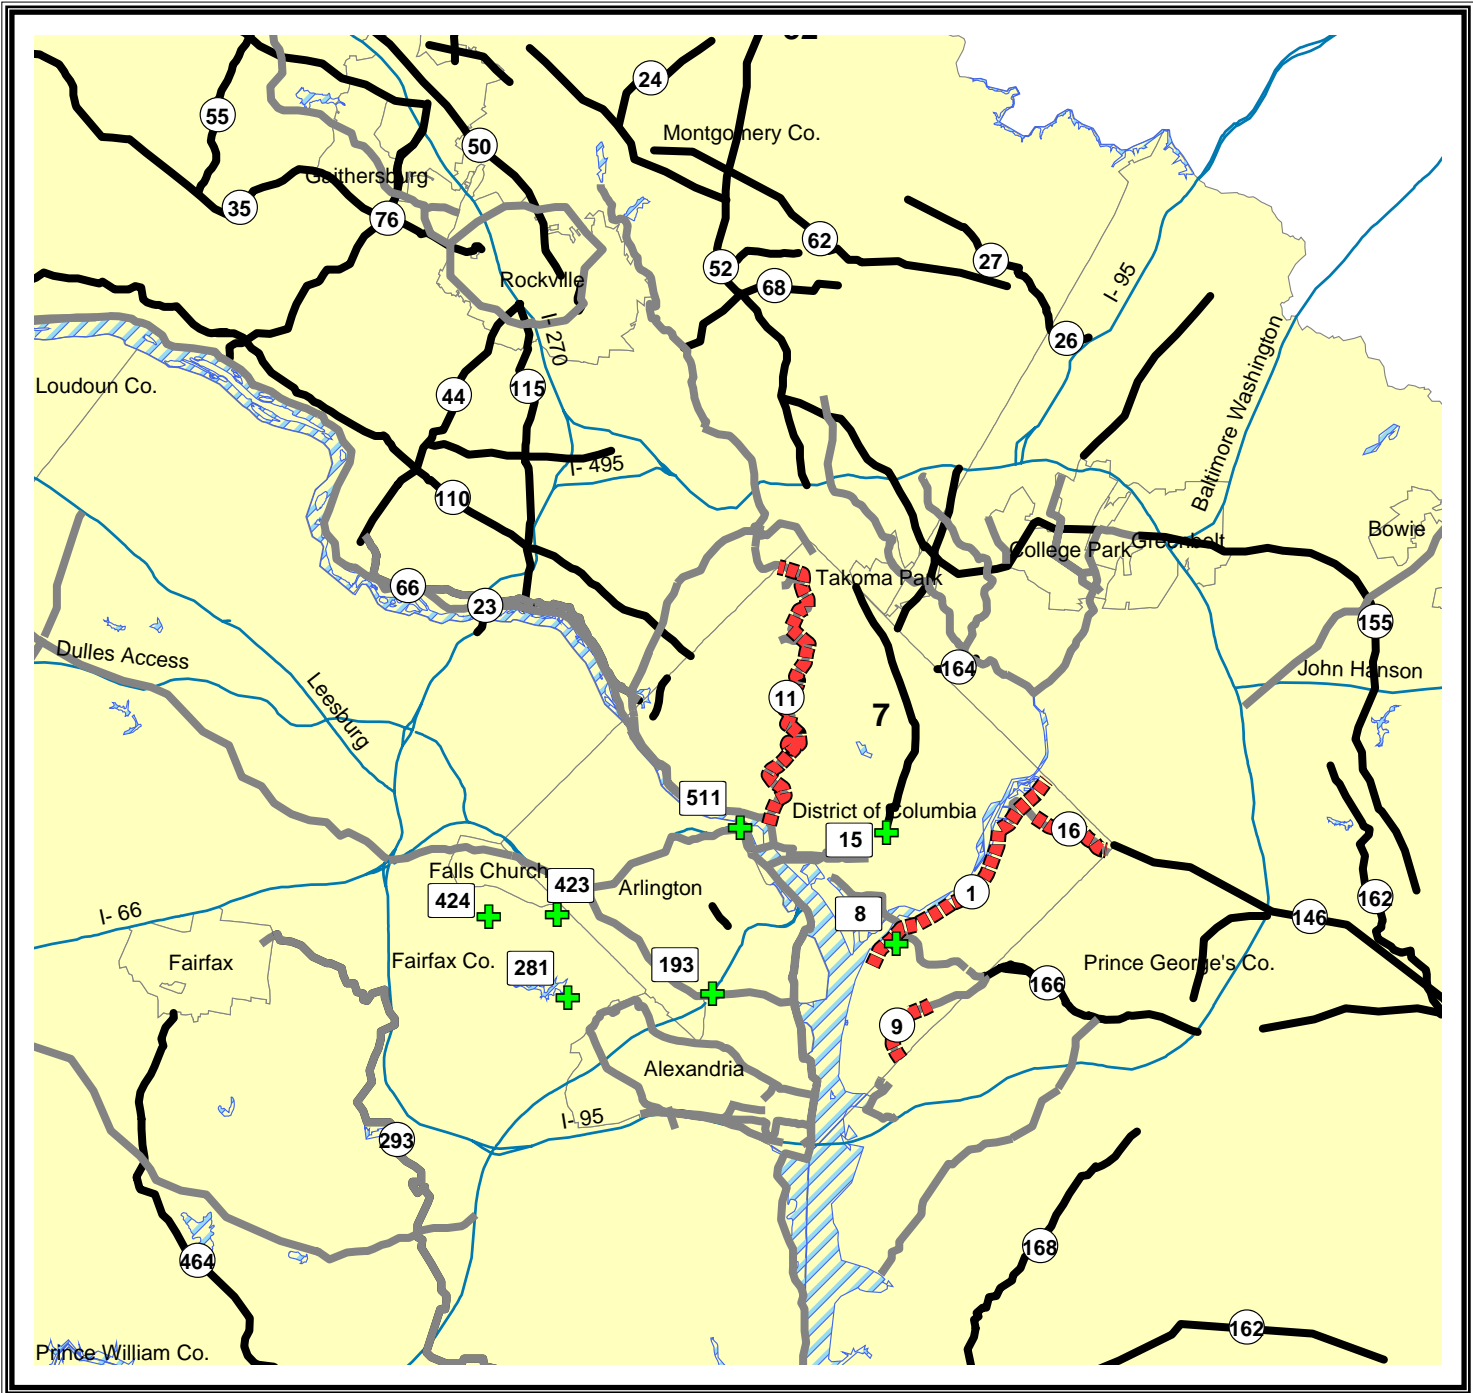 24
55
Montgomery Co.
50
Gaithersburg
35
76
62
52
27
68
Rockville
I- 95
26
I- 270
Loudoun Co.
44
115
Baltimore Washington
I- 495
110
Bowie
College Park
Greenbelt
Takoma Park
66
23
155
Dulles Access
164
John Hanson
Leesburg
11
7
511
District of Columbia
15
16
Falls Church
423
Arlington
424
1
162
I- 66
8
146
Fairfax
Fairfax Co.
281
193
Prince George's Co.
166
9
Alexandria
I- 95
293
168
464
162
Prince William Co.